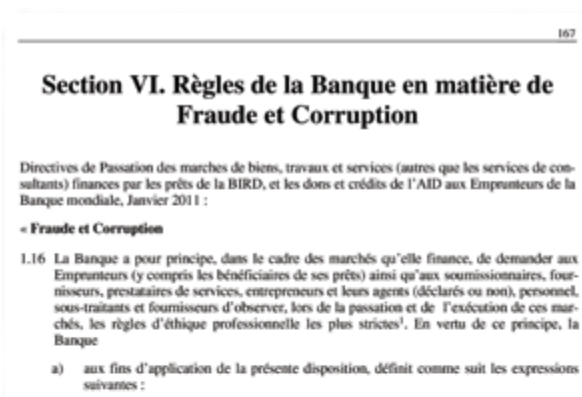 167
Section VI. Règles de la Banque en matière de
Fraude et Corruption
Directives de Passation des marches de biens, travaux et services (autres que les services de con-
sultants) finances par les prêts de la BIRD, et les dons et crédits de l'AID aux Emprunteurs de la
Banque mondiale, Janvier 2011 :
« Fraude et Corruption
1.16 La Banque a pour principe, dans le cadre des marchés qu'elle finance, de demander aux
Emprunteurs (y compris les bénéficiaires de ses prêts) ainsi qu'aux soumissionnaires, four-
nisseurs, prestataires de services, entrepreneurs et leurs agents (déclarés ou non), personnel,
sous-traitants et fournisseurs d'observer, lors de la passation et de l'exécution de ces mar-
chés, les règles d'éthique professionnelle les plus strictes¹. En vertu de ce principe, la
Banque
a) aux fins d'application de la présente disposition, définit comme suit les expressions
suivantes :